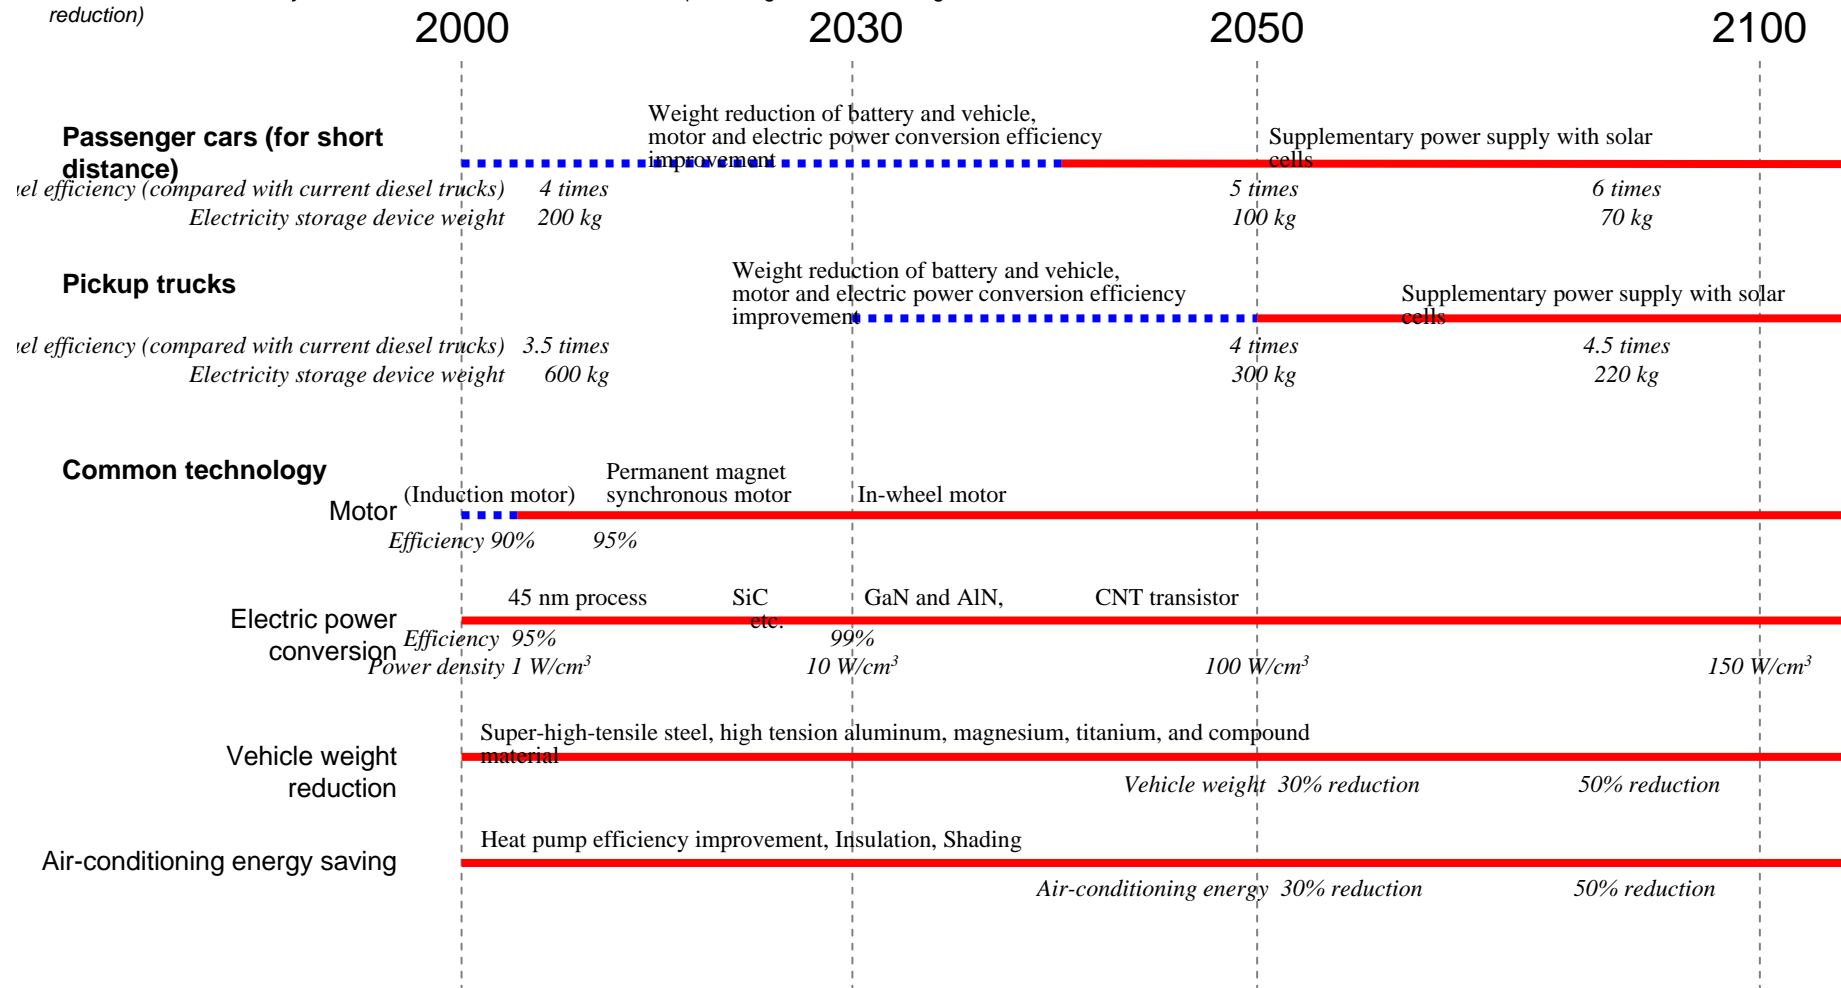 reduction)
2000 2030 2050 2100
Passenger cars (for short
distance)
Weight reduction of battery and vehicle,
motor and electric power conversion efficiency
improvement
Supplementary power supply with solar
cells
efficiency (compared with current diesel trucks) 4 times 5 times 6 times
Electricity storage device weight 200 kg 100 kg 70 kg
Pickup trucks
Weight reduction of battery and vehicle,
motor and electric power conversion efficiency
improvement
Supplementary power supply with solar
cells
efficiency (compared with current diesel trucks) 3.5 times 4 times 4.5 times
Electricity storage device weight 600 kg 300 kg 220 kg
Common technology
Motor
(Induction motor)
Permanent magnet
synchronous motor
In-wheel motor
Efficiency 90% 95%
Electric power
conversion
45 nm process
SiC
etc.
GaN and AlN,
CNT transistor
Efficiency 95% 99%
Power density 1 W/cm³ 10 W/cm³ 100 W/cm³ 150 W/cm³
Vehicle weight
reduction
Super-high-tensile steel, high tension aluminum, magnesium, titanium, and compound
material
Vehicle weight 30% reduction 50% reduction
Air-conditioning energy saving
Heat pump efficiency improvement, Insulation, Shading
Air-conditioning energy 30% reduction 50% reduction